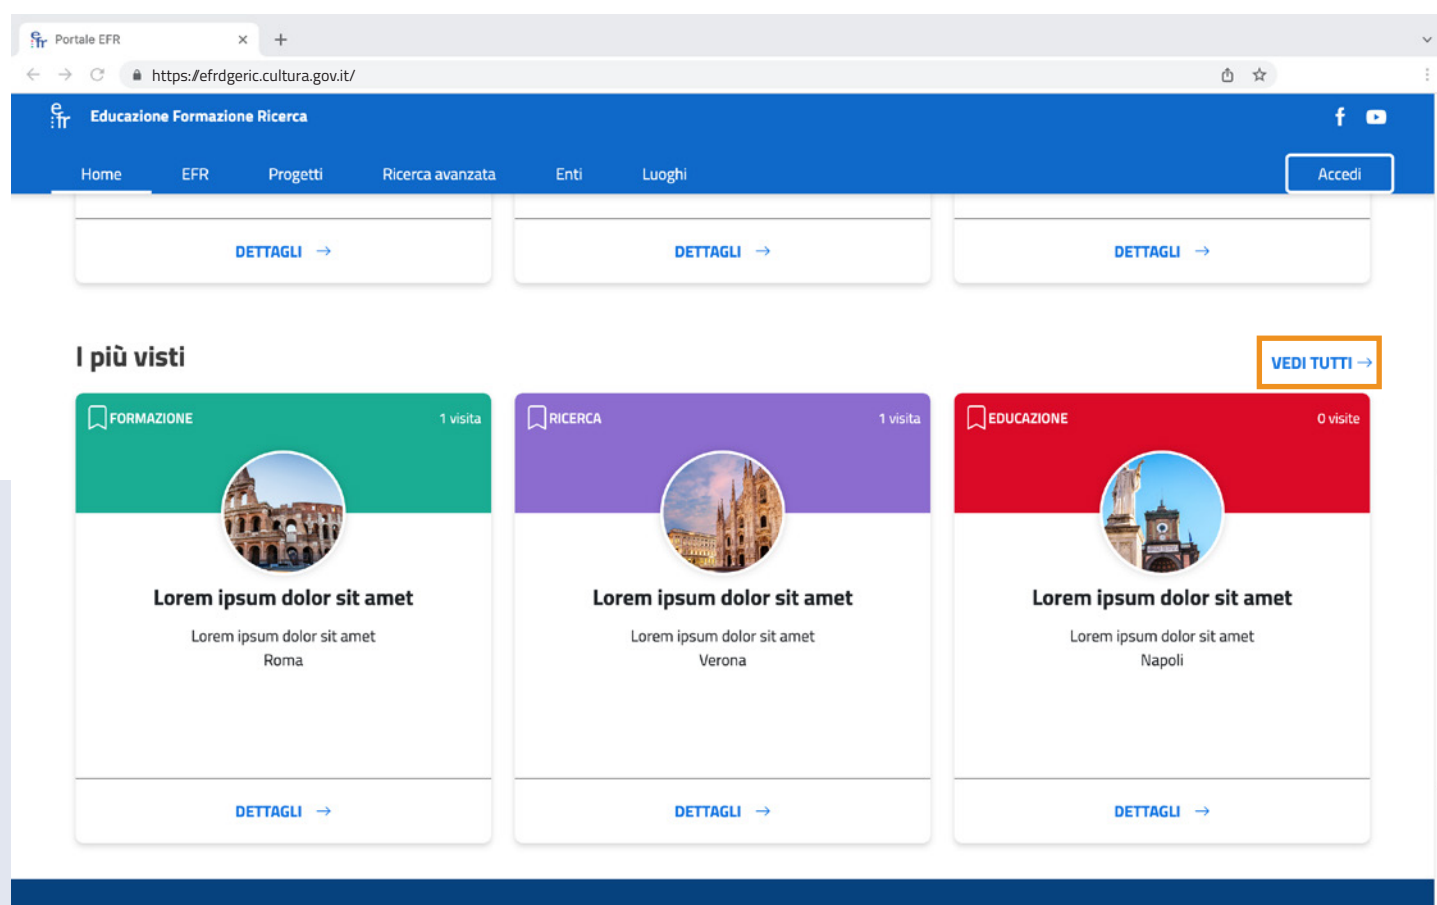 efr Portale EFR
https://efrdgeric.cultura.gov.it/
efr Educazione Formazione Ricerca
Home EFR Progetti Ricerca avanzata Enti Luoghi Accedi
DETTAGLI → DETTAGLI → DETTAGLI →
I più visti VEDI TUTTI →
FORMAZIONE 1 visita RICERCA 1 visita EDUCAZIONE 0 visite
Lorem ipsum dolor sit amet Lorem ipsum dolor sit amet Lorem ipsum dolor sit amet
Lorem ipsum dolor sit amet Lorem ipsum dolor sit amet Lorem ipsum dolor sit amet
Roma Verona Napoli
DETTAGLI → DETTAGLI → DETTAGLI →